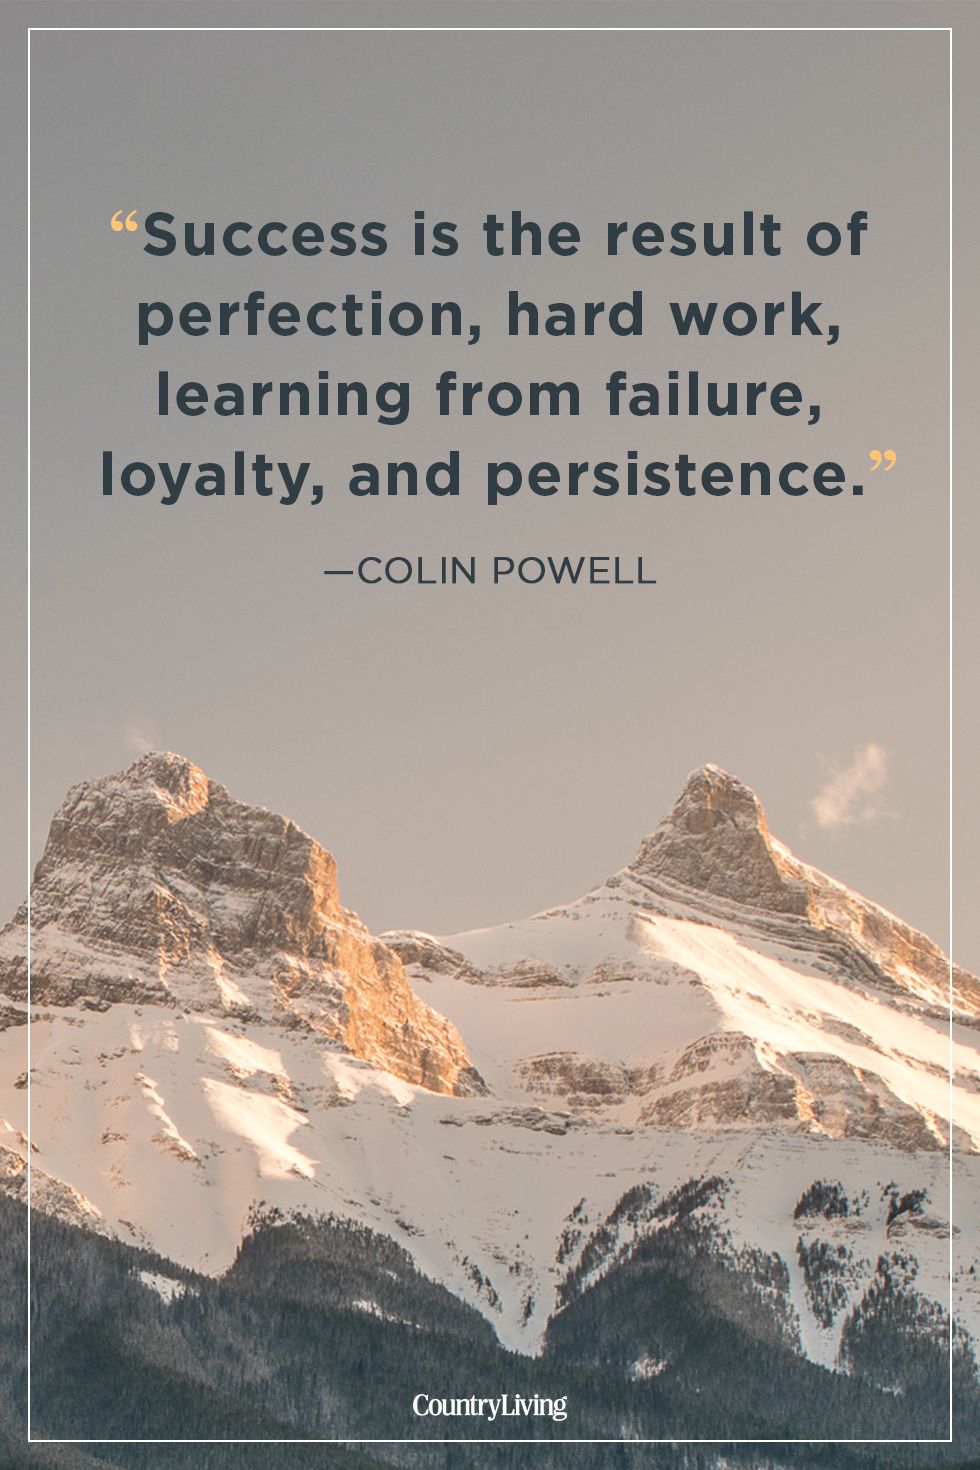 “Success is the result of
perfection, hard work,
learning from failure,
loyalty, and persistence.”
—COLIN POWELL
CountryLiving